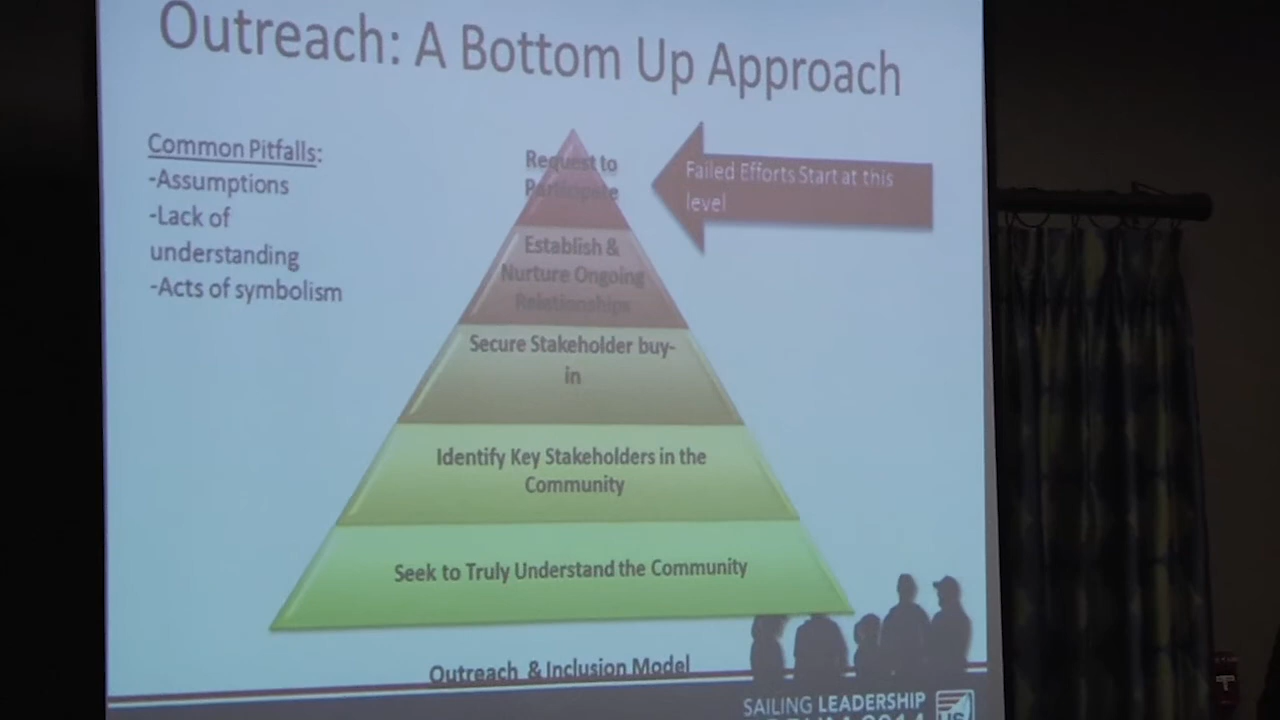 Outreach: A Bottom Up Approach
Common Pitfalls:
-Assumptions
-Lack of
understanding
-Acts of symbolism
Request to
Participate
Failed Efforts Start at this
level
Establish &
Nurture Ongoing
Relationships
Secure Stakeholder buy-
in
Identify Key Stakeholders in the
Community
Seek to Truly Understand the Community
Outreach & Inclusion Model
SAILING LEADERSHIP